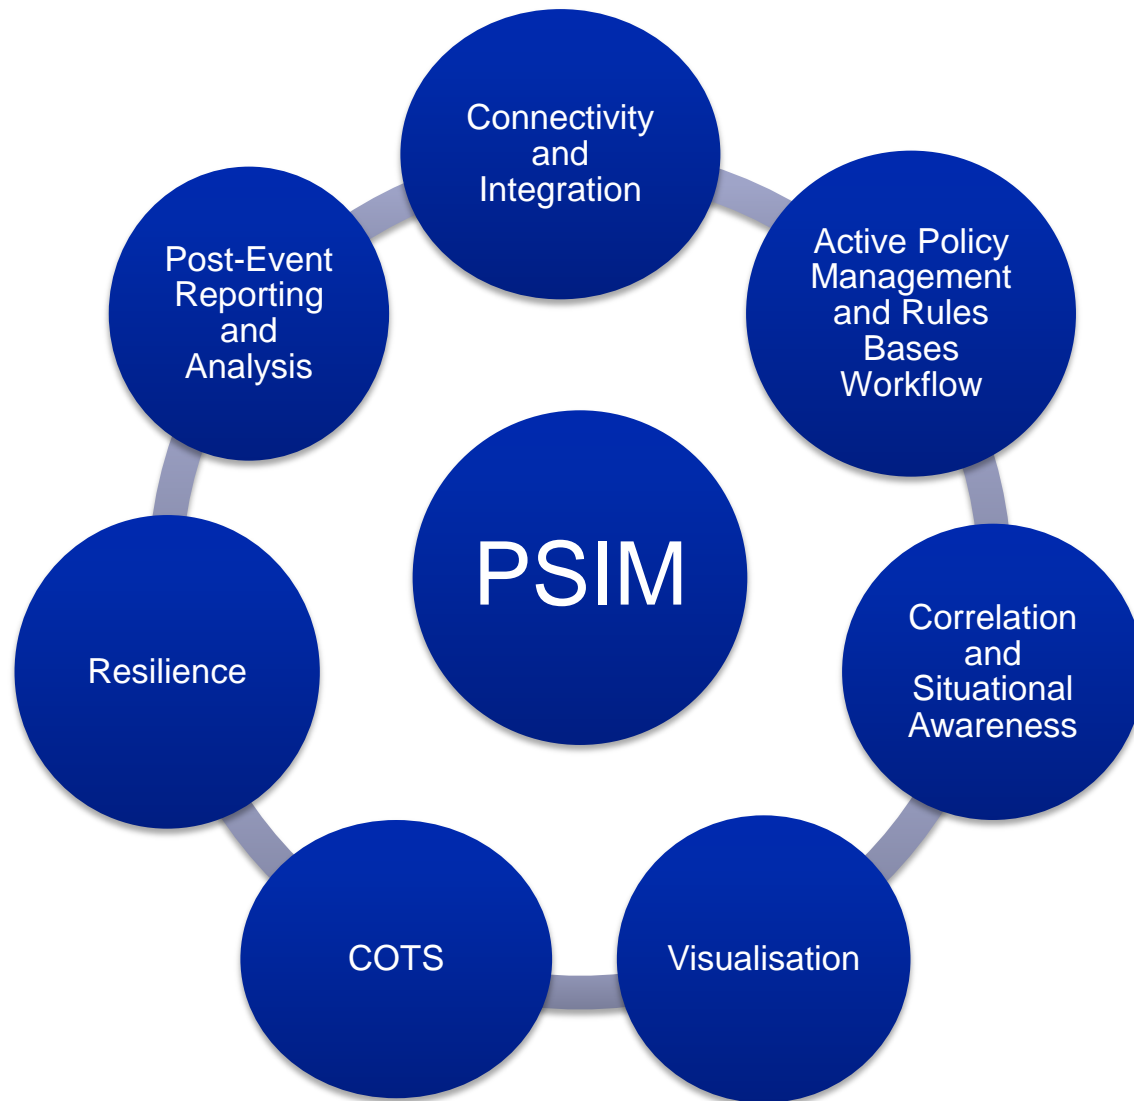 Connectivity
and
Integration
Active Policy
Management
and Rules
Bases
Workflow
Correlation
and
Situational
Awareness
Visualisation
COTS
Resilience
Post-Event
Reporting
and
Analysis
PSIM